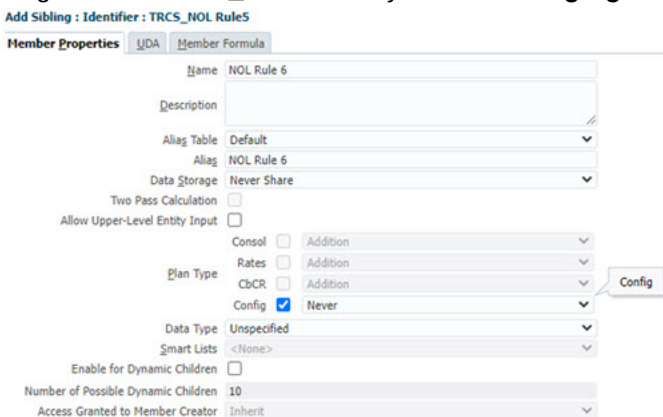 Add Sibling : Identifier : TRCS_NOL Rule5
Member Properties UDA Member Formula
Name NOL Rule 6
Description
Alias Table Default
Alias NOL Rule 6
Data Storage Never Share
Two Pass Calculation
Allow Upper-Level Entity Input
Consol Addition
Rates Addition
Plan Type
CbCR Addition
Config
Config Never
Data Type Unspecified
Smart Lists <None>
Enable for Dynamic Children
Number of Possible Dynamic Children 10
Access Granted to Member Creator Inherit